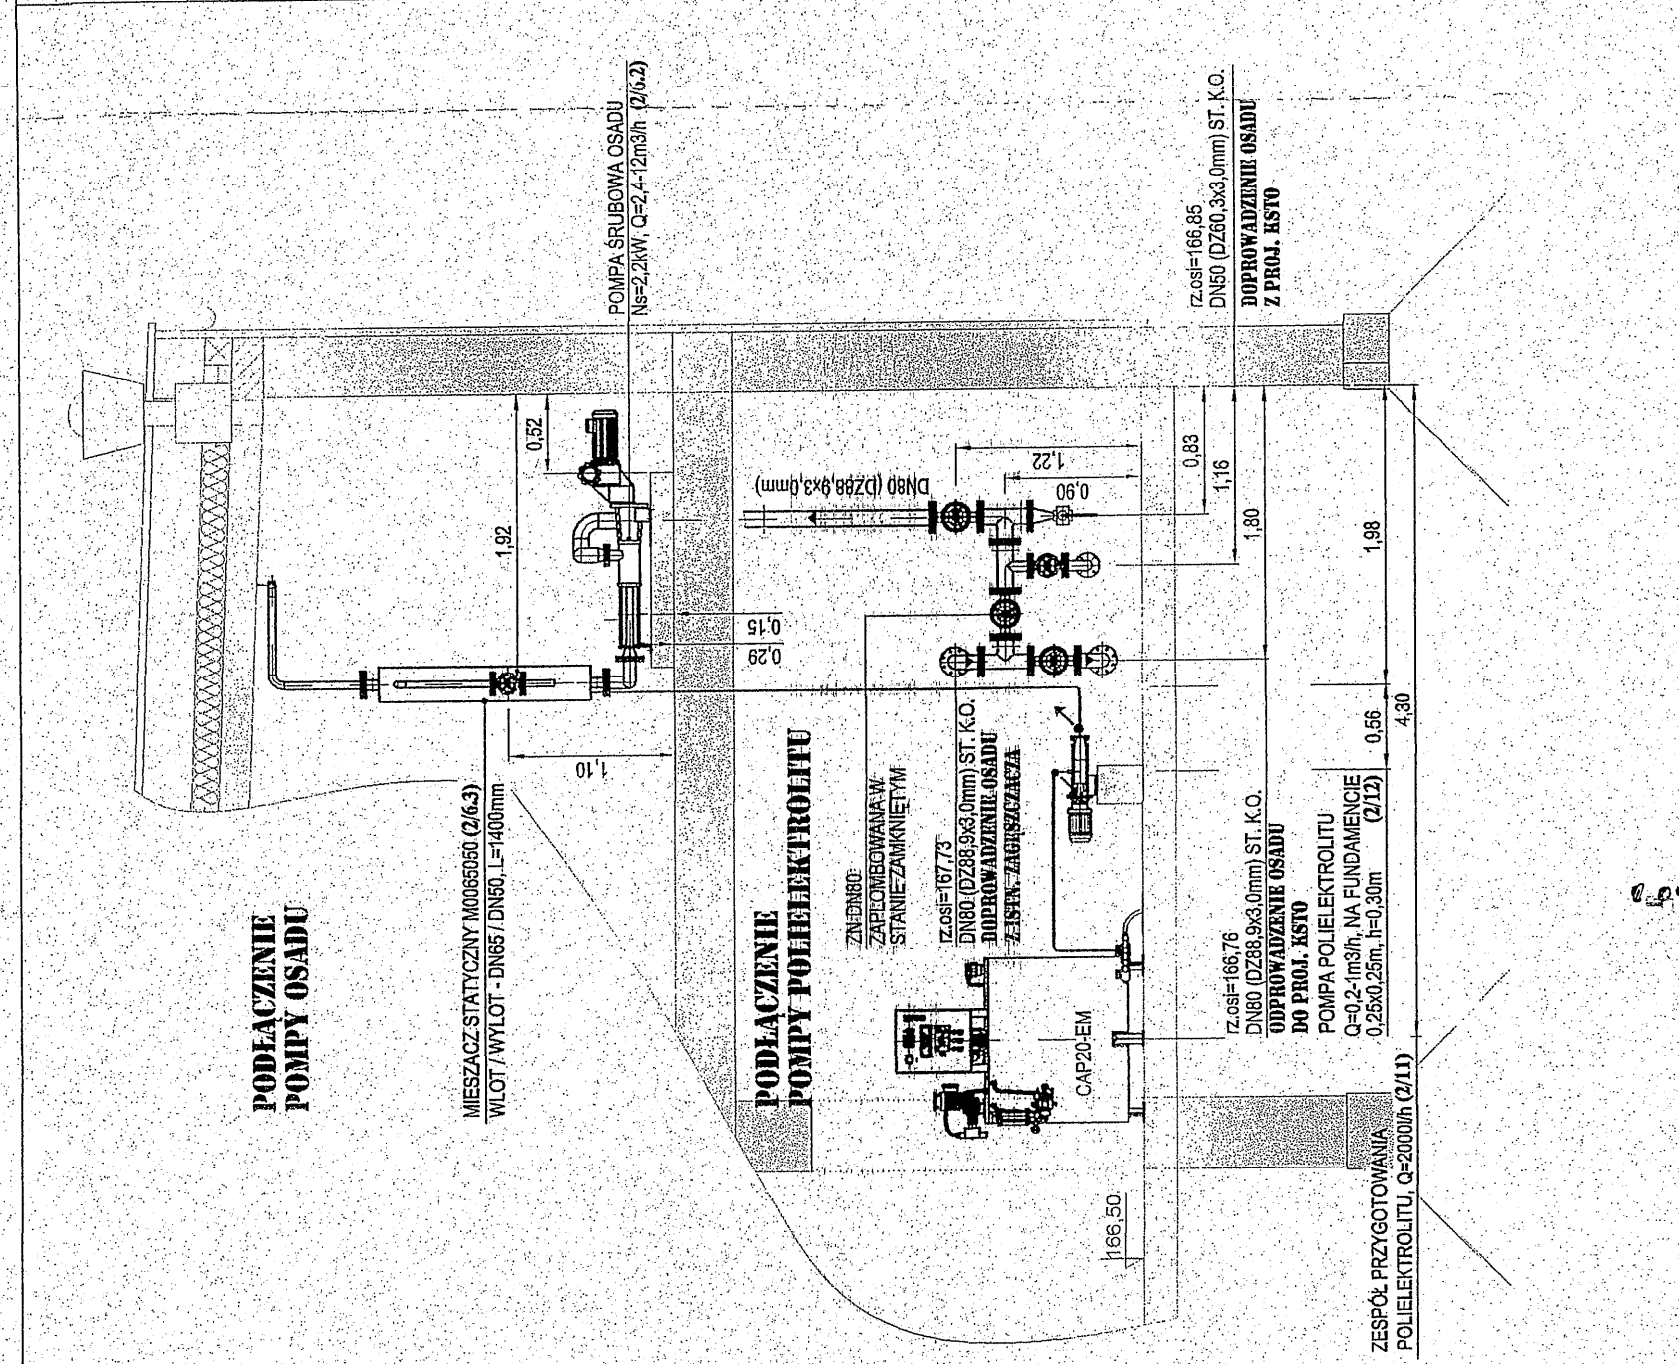 PODŁĄCZENIE
POMPY OSADU
MIESZACZ STATYCZNY M0065050 (2/6.3)
WLOT / WYLOT - DN65 / DN50, L=1400mm
1,10
1,92
0,52
POMPA ŚRUBOWA OSADU
Ns=2,2kW, Q=2,4-12m3/h (2/6.2)
0,15
0,29
PODŁĄCZENIE
POMPY POLIELEKTROLITU
DN80 (DZ88,9x3,0mm)
ZN DN80
ZAPLOMBOWANA W
STANIE ZAMKNIĘTYM
rz.osi=167,73
DN80 (DZ88,9x3,0mm) ST. K.O.
DOPROWADZENIE OSADU
Z ISTN. ZAGĘSZCZACZA
1,22
0,90
CAP20-EM
166,50
rz.osi=166,85
DN50 (DZ60,3x3,0mm) ST. K.O.
DOPROWADZENIE OSADU
Z PROJ. KSTO
0,83
1,16
1,80
1,98
0,56
4,30
rz.osi=166,76
DN80 (DZ88,9x3,0mm) ST. K.O.
ODPROWADZENIE OSADU
DO PROJ. KSTO
POMPA POLIELEKTROLITU
Q=0,2-1m3/h, NA FUNDAMENCIE
0,25x0,25m, h=0,30m (2/12)
ZESPÓŁ PRZYGOTOWANIA
POLIELEKTROLITU, Q=2000l/h (2/11)